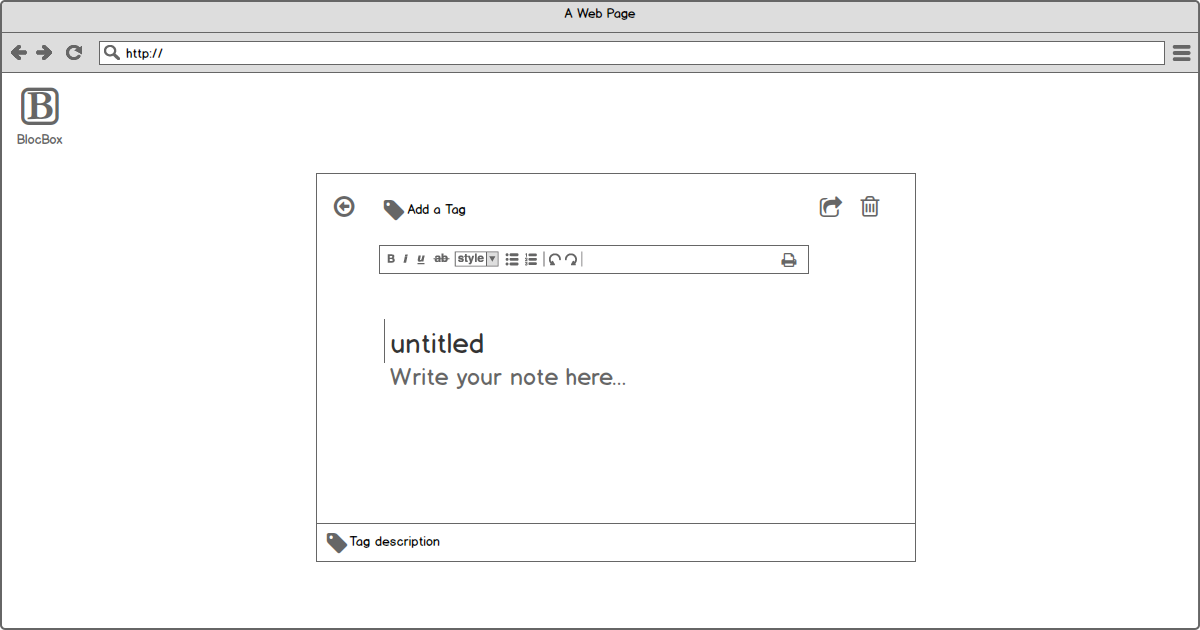 A Web Page
http://
B
BlocBox
Add a Tag
B I u ab style
untitled
Write your note here...
Tag description